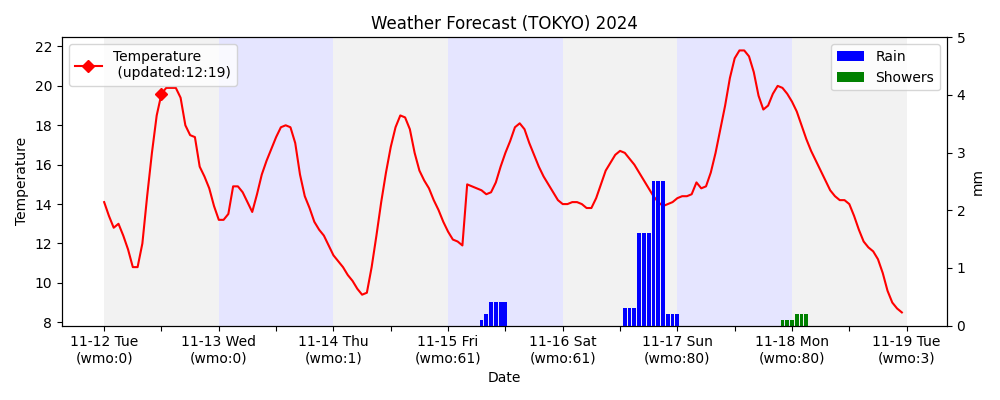 Weather Forecast (TOKYO) 2024
Temperature
(updated:12:19)
Rain
Showers
Temperature
22
20
18
16
14
12
10
8
5
4
3
2
1
0
mm
11-12 Tue
(wmo:0)
11-13 Wed
(wmo:0)
11-14 Thu
(wmo:1)
11-15 Fri
(wmo:61)
11-16 Sat
(wmo:61)
11-17 Sun
(wmo:80)
11-18 Mon
(wmo:80)
11-19 Tue
(wmo:3)
Date